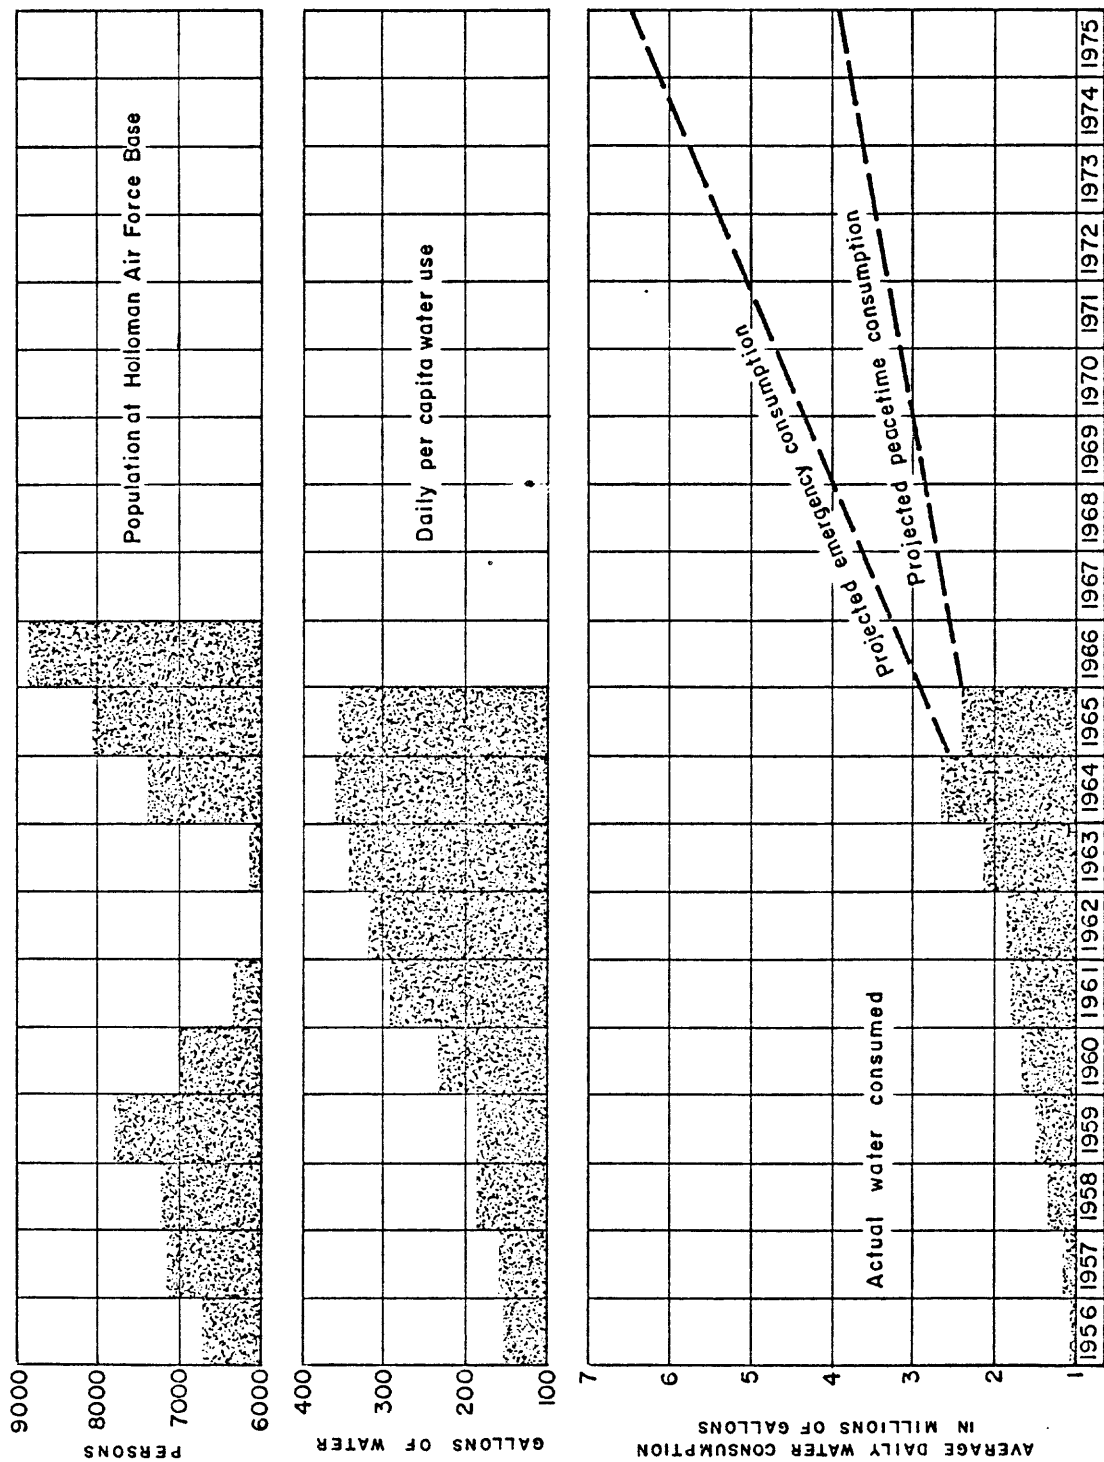 PERSONS
9000
8000
7000
6000
Population at Holloman Air Force Base
GALLONS OF WATER
400
300
200
100
Daily per capita water use
AVERAGE DAILY WATER CONSUMPTION
IN MILLIONS OF GALLONS
7
6
5
4
3
2
1
Projected emergency consumption
Projected peacetime consumption
Actual water consumed
1956 1957 1958 1959 1960 1961 1962 1963 1964 1965 1966 1967 1968 1969 1970 1971 1972 1973 1974 1975